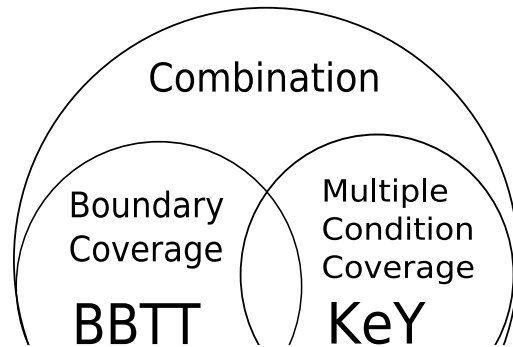 Combination
Boundary
Coverage
BBTT
Multiple
Condition
Coverage
KeY